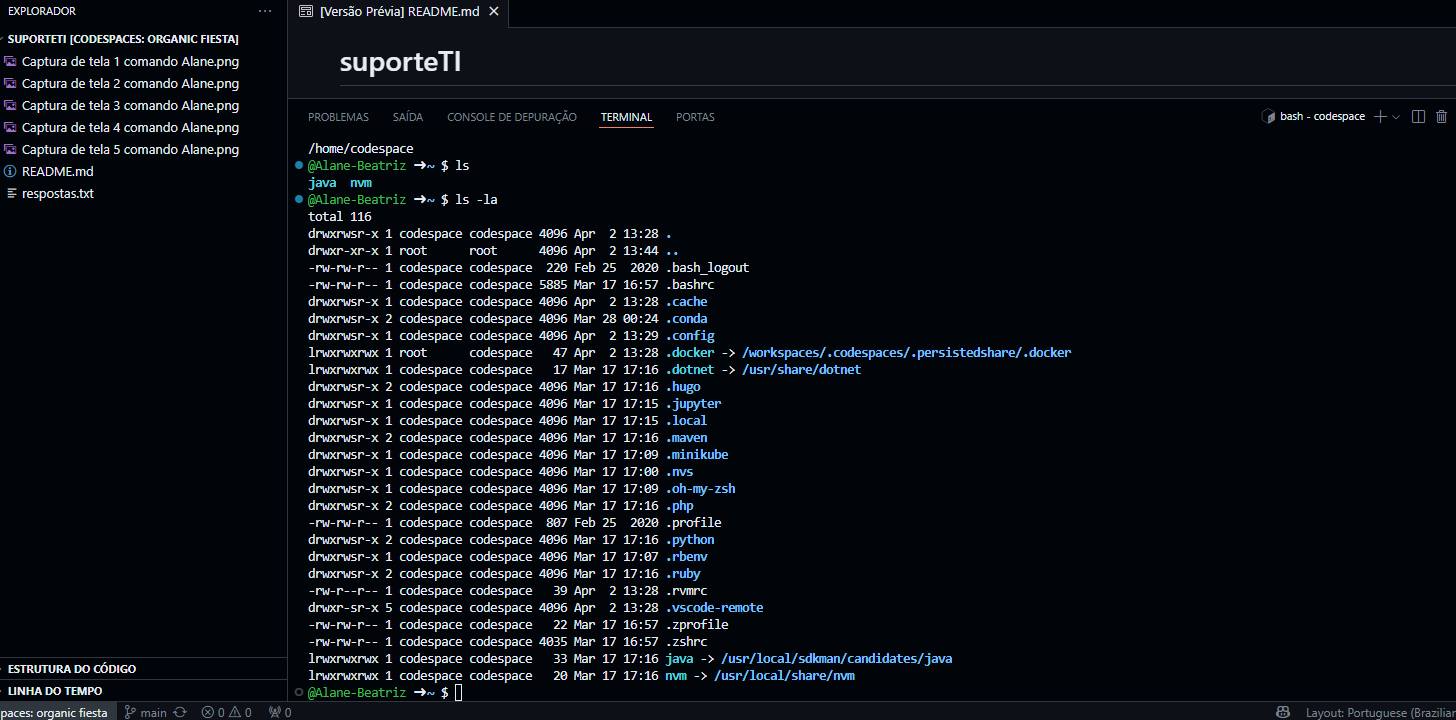 EXPLORADOR
SUPORTETI [CODESPACES: ORGANIC FIESTA]
Captura de tela 1 comando Alane.png
Captura de tela 2 comando Alane.png
Captura de tela 3 comando Alane.png
Captura de tela 4 comando Alane.png
Captura de tela 5 comando Alane.png
README.md
respostas.txt
ESTRUTURA DO CÓDIGO
LINHA DO TEMPO
[Versão Prévia] README.md
suporteTI
PROBLEMAS SAÍDA CONSOLE DE DEPURAÇÃO TERMINAL PORTAS bash - codespace
/home/codespace
@Alane-Beatriz ➜~ $ ls
java nvm
@Alane-Beatriz ➜~ $ ls -la
total 116
drwxrwsr-x 1 codespace codespace 4096 Apr  2 13:28 .
drwxr-xr-x 1 root      root      4096 Apr  2 13:44 ..
-rw-rw-r-- 1 codespace codespace  220 Feb 25  2020 .bash_logout
-rw-rw-r-- 1 codespace codespace 5885 Mar 17 16:57 .bashrc
drwxrwsr-x 1 codespace codespace 4096 Apr  2 13:28 .cache
drwxrwsr-x 2 codespace codespace 4096 Mar 28 00:24 .conda
drwxrwsr-x 1 codespace codespace 4096 Apr  2 13:29 .config
lrwxrwxrwx 1 root      codespace   47 Apr  2 13:28 .docker -> /workspaces/.codespaces/.persistedshare/.docker
lrwxrwxrwx 1 codespace codespace   17 Mar 17 17:16 .dotnet -> /usr/share/dotnet
drwxrwsr-x 2 codespace codespace 4096 Mar 17 17:16 .hugo
drwxrwsr-x 1 codespace codespace 4096 Mar 17 17:15 .jupyter
drwxrwsr-x 1 codespace codespace 4096 Mar 17 17:15 .local
drwxrwsr-x 2 codespace codespace 4096 Mar 17 17:16 .maven
drwxrwsr-x 1 codespace codespace 4096 Mar 17 17:09 .minikube
drwxrwsr-x 1 codespace codespace 4096 Mar 17 17:00 .nvs
drwxrwsr-x 1 codespace codespace 4096 Mar 17 17:09 .oh-my-zsh
drwxrwsr-x 2 codespace codespace 4096 Mar 17 17:16 .php
-rw-rw-r-- 1 codespace codespace  807 Feb 25  2020 .profile
drwxrwsr-x 2 codespace codespace 4096 Mar 17 17:16 .python
drwxrwsr-x 1 codespace codespace 4096 Mar 17 17:07 .rbenv
drwxrwsr-x 2 codespace codespace 4096 Mar 17 17:16 .ruby
-rw-r--r-- 1 codespace codespace   39 Apr  2 13:28 .rvmrc
drwxr-sr-x 5 codespace codespace 4096 Apr  2 13:28 .vscode-remote
-rw-rw-r-- 1 codespace codespace   22 Mar 17 16:57 .zprofile
-rw-rw-r-- 1 codespace codespace 4035 Mar 17 16:57 .zshrc
lrwxrwxrwx 1 codespace codespace   33 Mar 17 17:16 java -> /usr/local/sdkman/candidates/java
lrwxrwxrwx 1 codespace codespace   20 Mar 17 17:16 nvm -> /usr/local/share/nvm
@Alane-Beatriz ➜~ $
paces: organic fiesta main 0 0 0 Layout: Portuguese (Brazilian